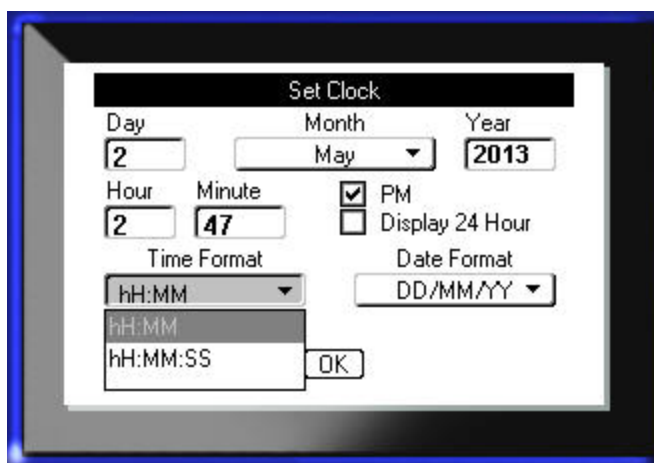 Set Clock
Day Month Year
2 May 2013
Hour Minute PM
2 47 Display 24 Hour
Time Format Date Format
hH:MM DD/MM/YY
hH:MM
hH:MM:SS OK